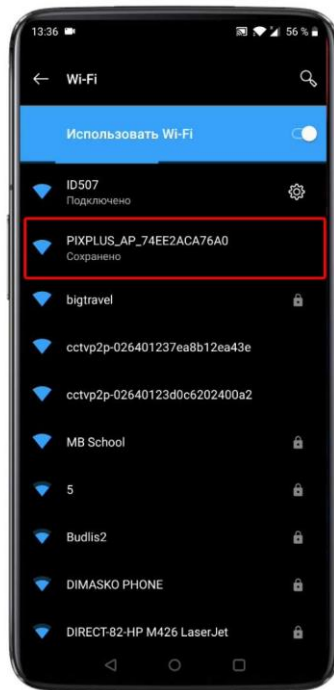 13:36
56 %
Wi-Fi
Использовать Wi-Fi
ID507
Подключено
PIXPLUS_AP_74EE2ACA76A0
Сохранено
bigtravel
cctvp2p-026401237ea8b12ea43e
cctvp2p-02640123d0c6202400a2
MB School
5
Budlis2
DIMASKO PHONE
DIRECT-82-HP M426 LaserJet